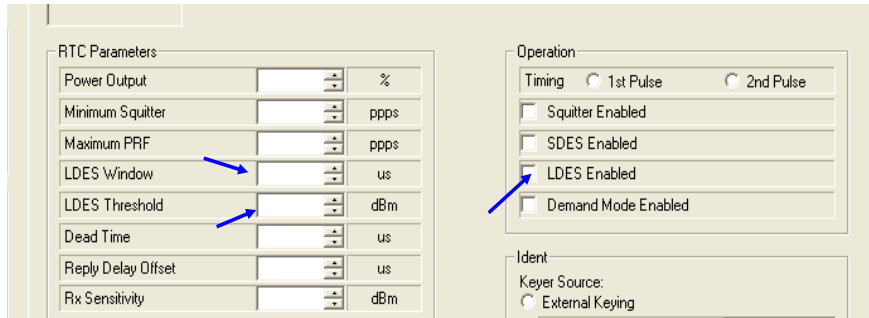 RTC Parameters
Power Output %
Minimum Squitter ppps
Maximum PRF ppps
LDES Window us
LDES Threshold dBm
Dead Time us
Reply Delay Offset us
Rx Sensitivity dBm
Operation
Timing 1st Pulse 2nd Pulse
Squitter Enabled
SDES Enabled
LDES Enabled
Demand Mode Enabled
Ident
Keyer Source:
External Keying